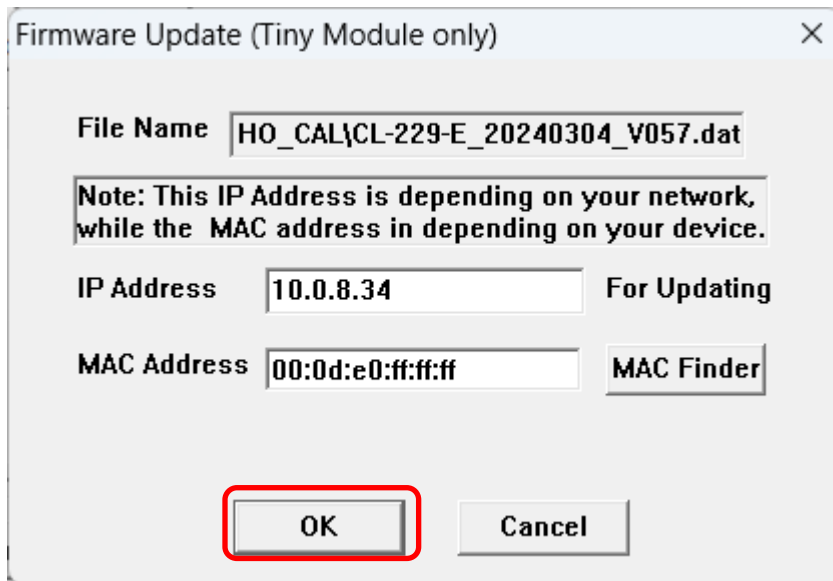 Firmware Update (Tiny Module only)
File Name HO_CAL\CL-229-E_20240304_V057.dat
Note: This IP Address is depending on your network,
while the  MAC address in depending on your device.
IP Address 10.0.8.34 For Updating
MAC Address 00:0d:e0:ff:ff:ff MAC Finder
OK Cancel